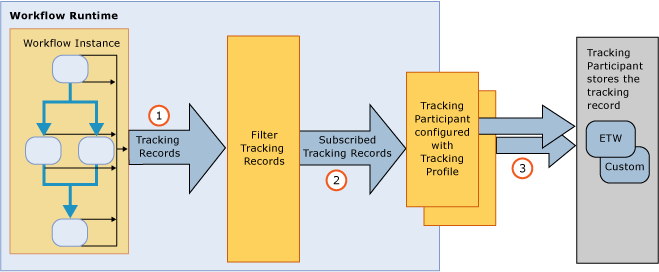 Workflow Runtime
Workflow Instance
1
Tracking
Records
Filter
Tracking
Records
Subscribed
Tracking Records
2
Tracking
Participant
configured
with
Tracking
Profile
3
Tracking
Participant
stores the
tracking
record
ETW
Custom